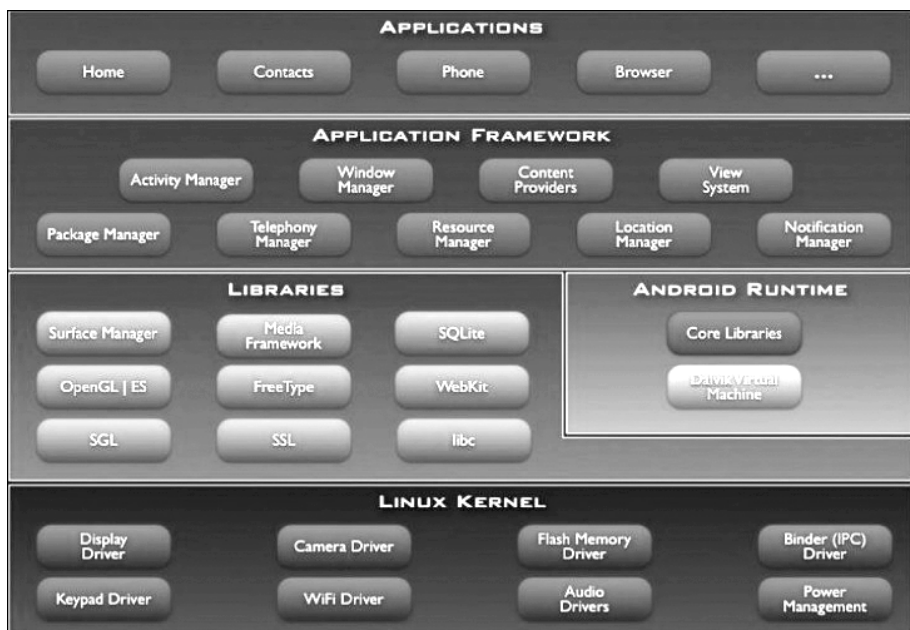 APPLICATIONS
Home
Contacts
Phone
Browser
...
APPLICATION FRAMEWORK
Activity Manager
Window
Manager
Content
Providers
View
System
Package Manager
Telephony
Manager
Resource
Manager
Location
Manager
Notification
Manager
LIBRARIES
Surface Manager
Media
Framework
SQLite
OpenGL | ES
FreeType
WebKit
SGL
SSL
libc
ANDROID RUNTIME
Core Libraries
Dalvik Virtual
Machine
LINUX KERNEL
Display
Driver
Camera Driver
Flash Memory
Driver
Binder (IPC)
Driver
Keypad Driver
WiFi Driver
Audio
Drivers
Power
Management